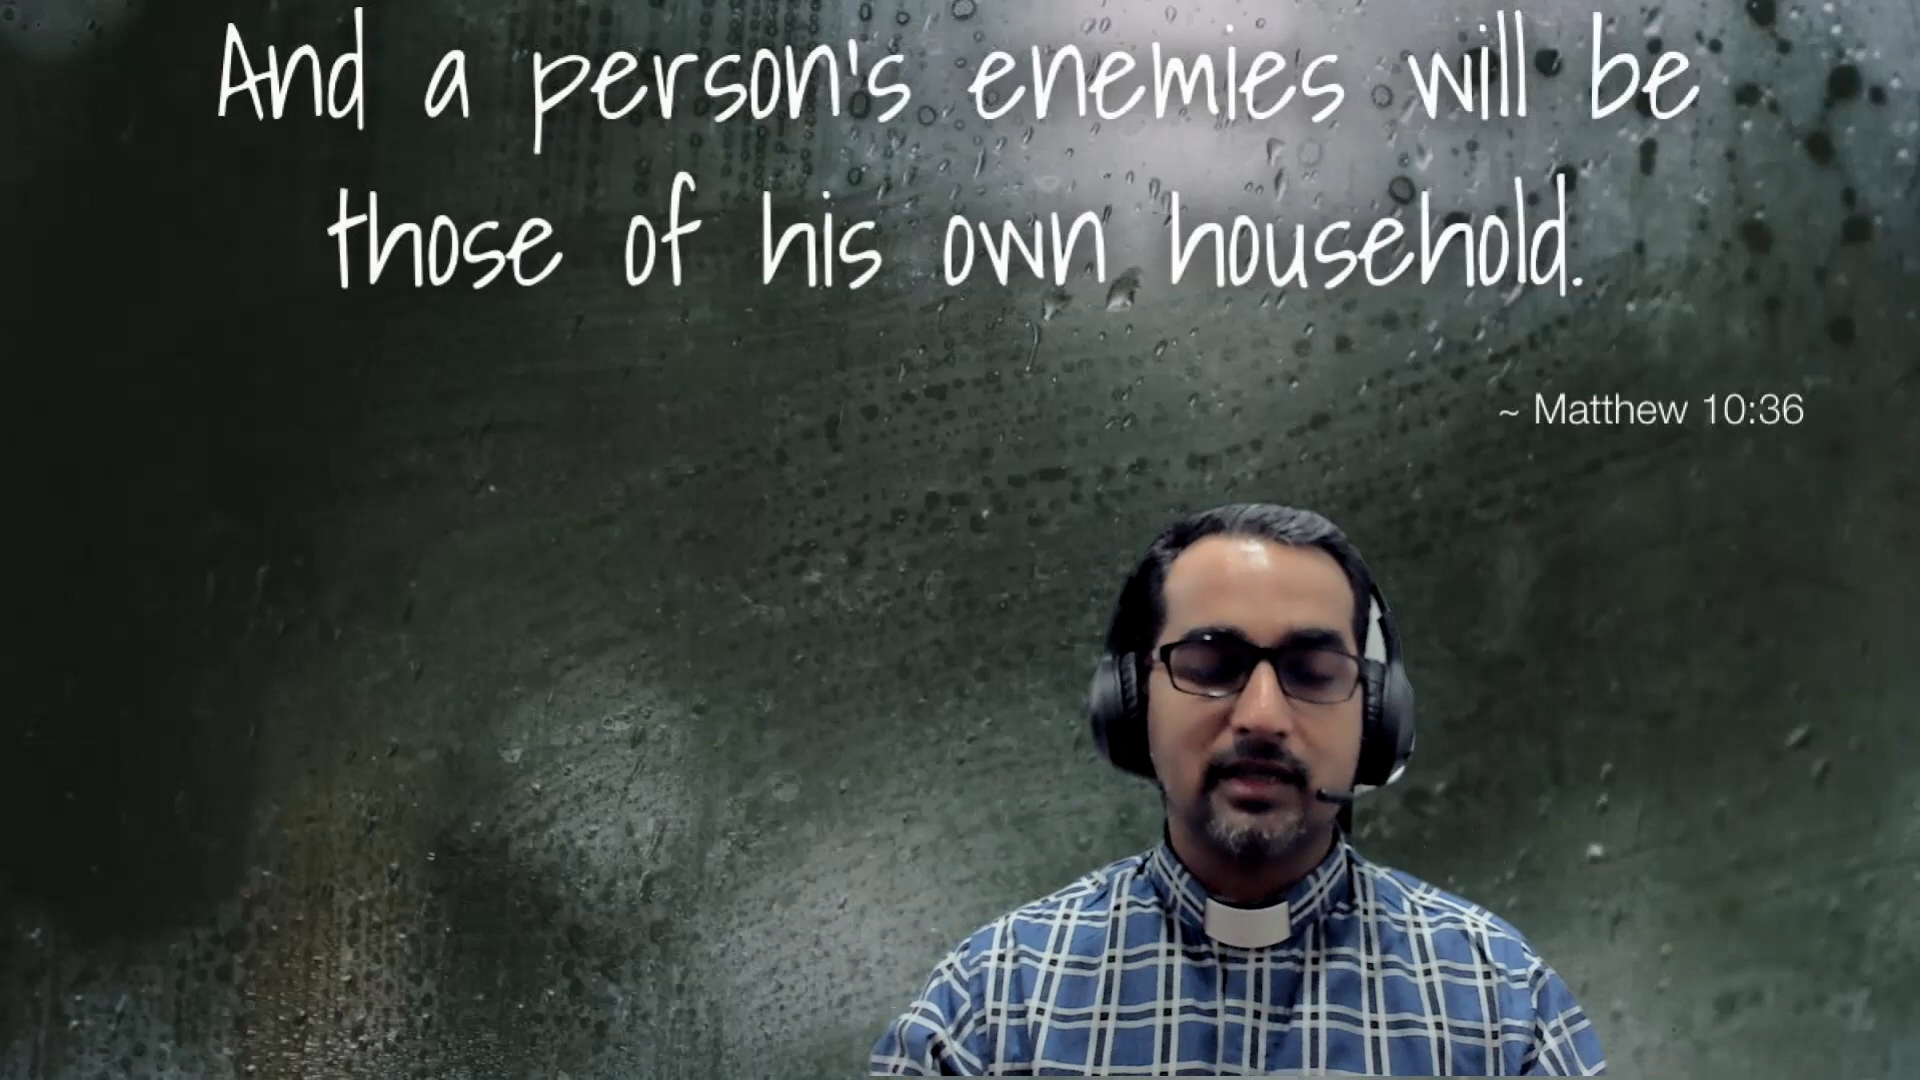 And a person's enemies will be
those of his own household.
~ Matthew 10:36